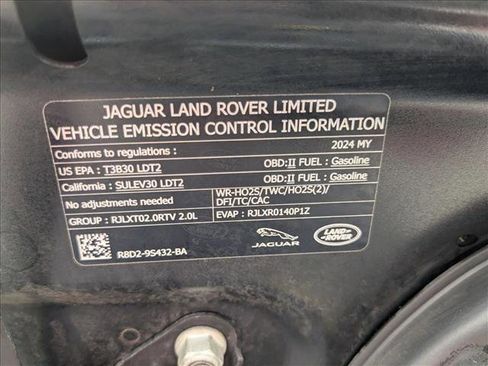 JAGUAR LAND ROVER LIMITED
VEHICLE EMISSION CONTROL INFORMATION
Conforms to regulations: 2024 MY
US EPA : T3B30 LDT2 OBD:II FUEL : Gasoline
California : SULEV30 LDT2 OBD:II FUEL : Gasoline
No adjustments needed WR-HO2S/TWC/HO2S(2)/
DFI/TC/CAC
GROUP : RJLXT02.0RTV 2.0L EVAP : RJLXR0140P1Z
RBD2-9S432-BA
JAGUAR
LAND-
ROVER